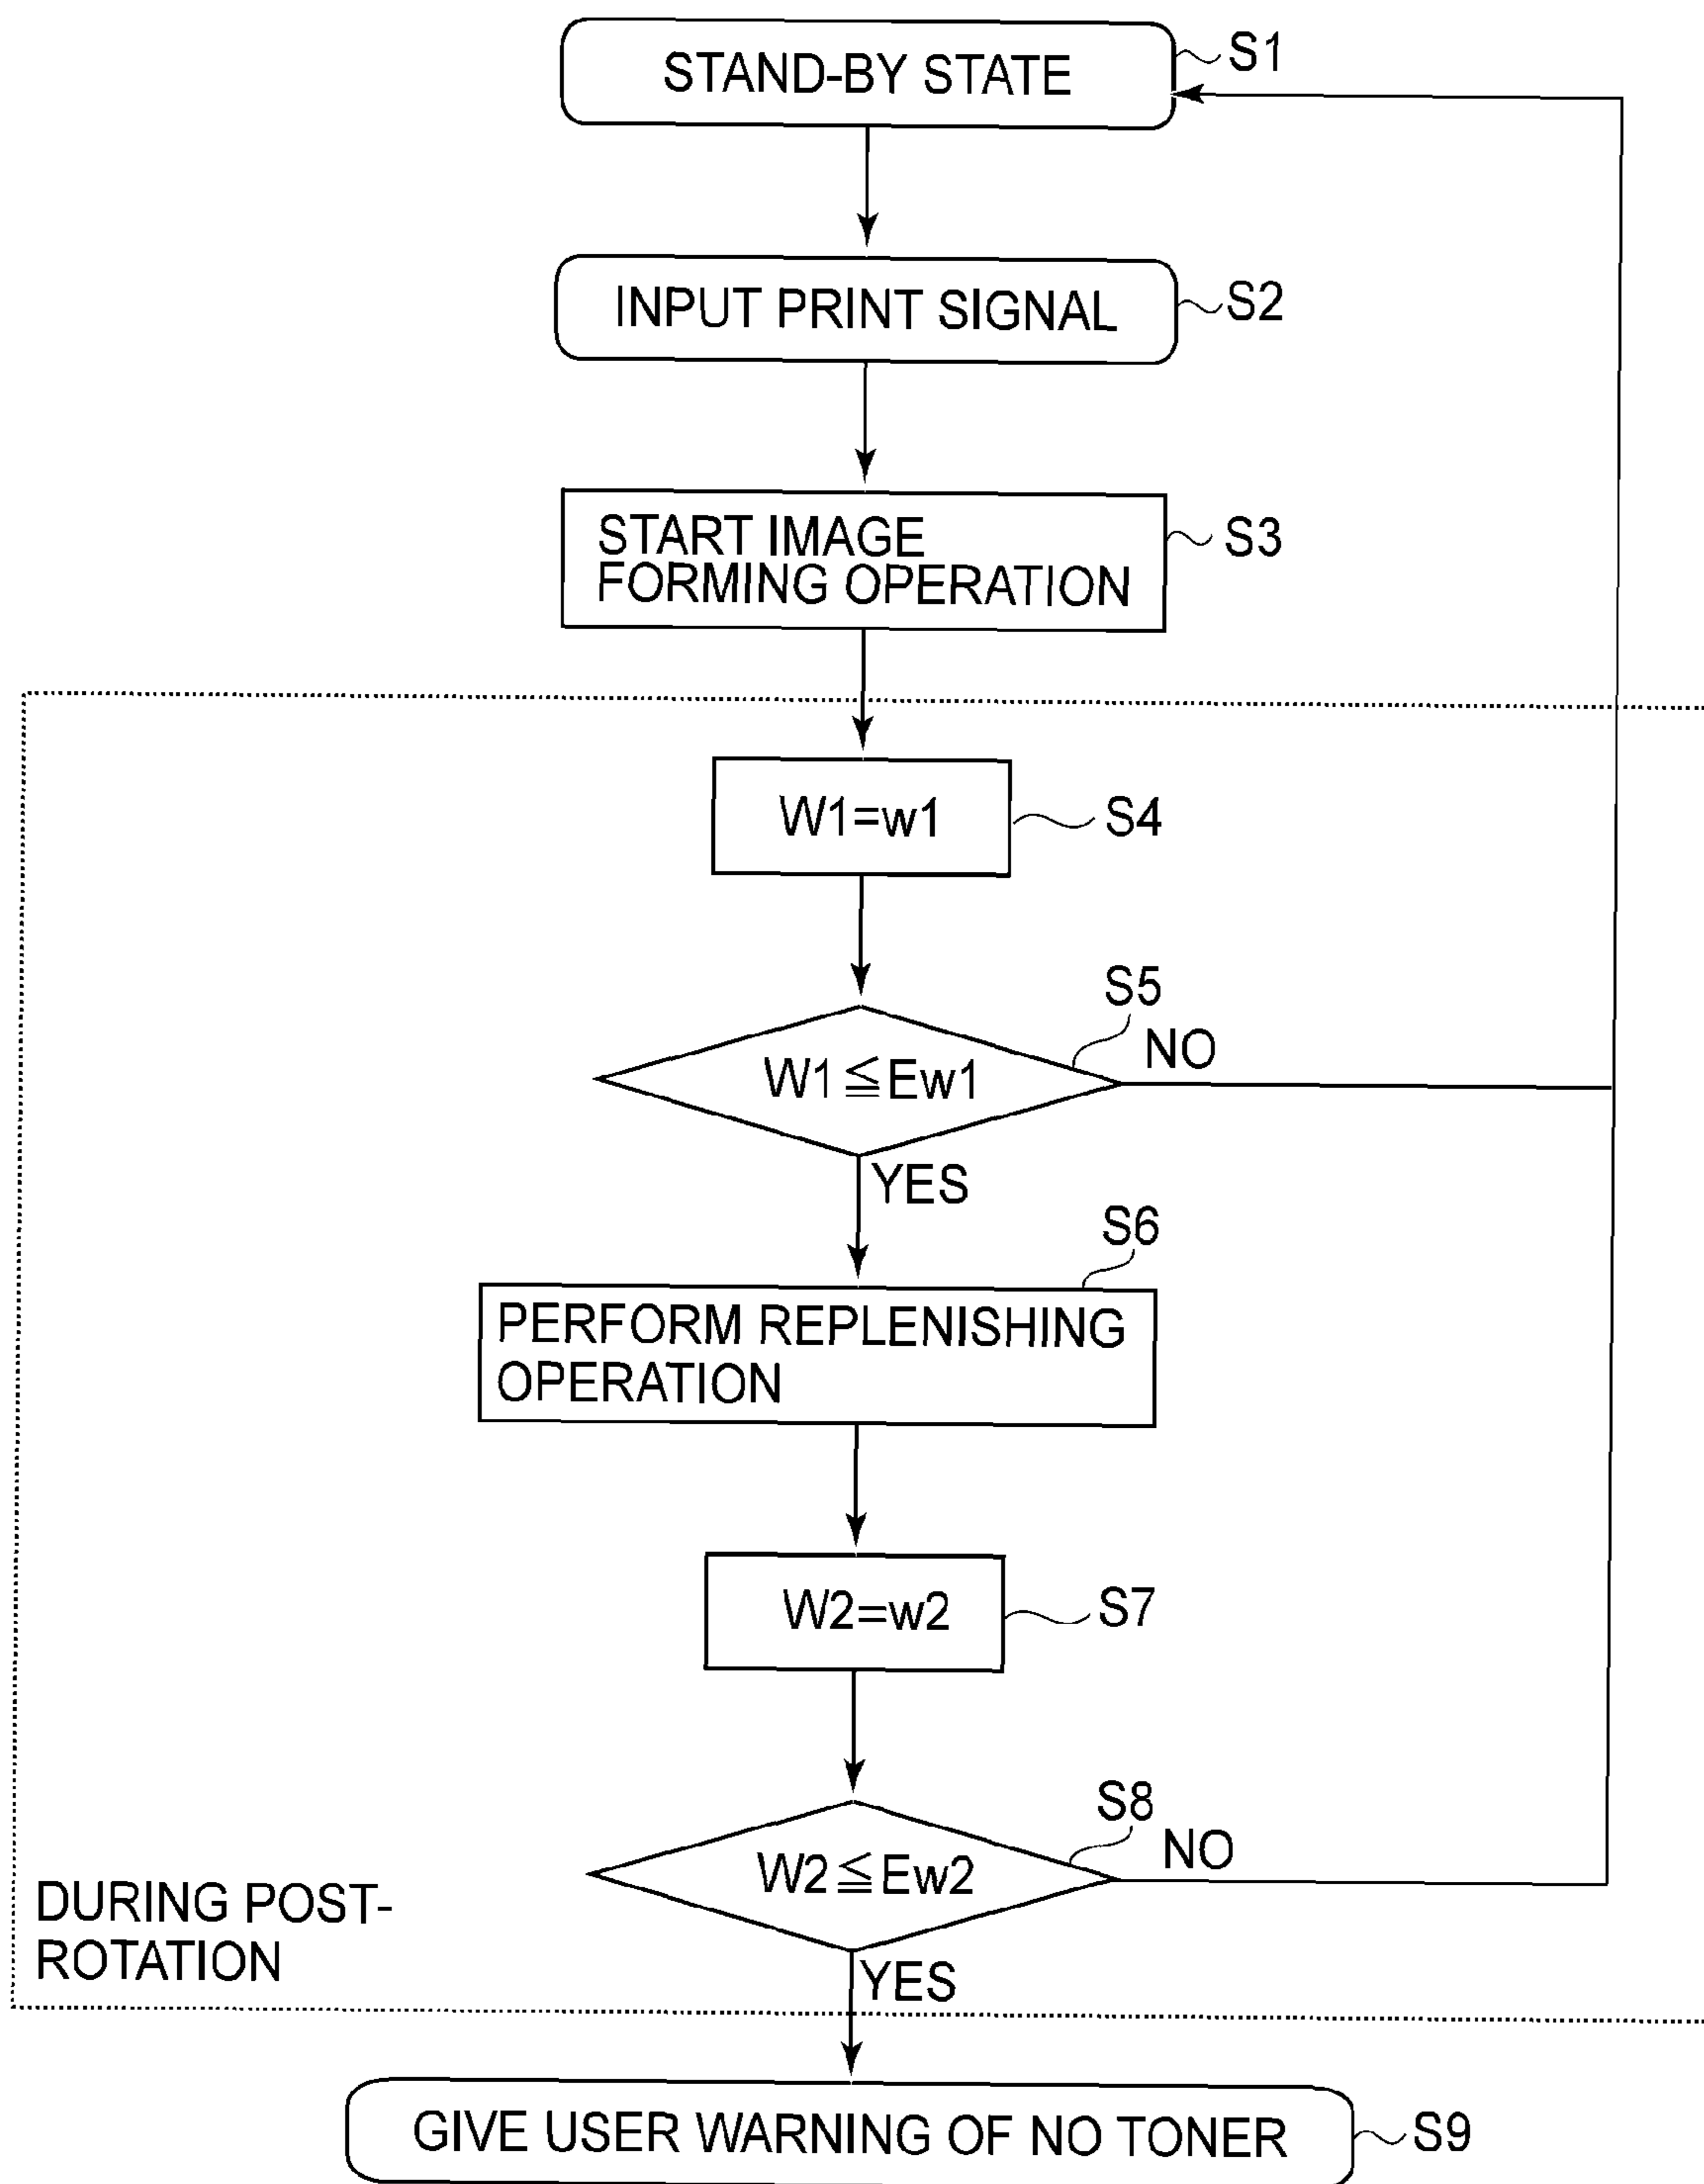 STAND-BY STATE
S1
INPUT PRINT SIGNAL
S2
START IMAGE
FORMING OPERATION
S3
W1=w1
S4
S5
W1≦Ew1
NO
YES
S6
PERFORM REPLENISHING
OPERATION
W2=w2
S7
S8
W2≦Ew2
NO
YES
DURING POST-
ROTATION
GIVE USER WARNING OF NO TONER
S9